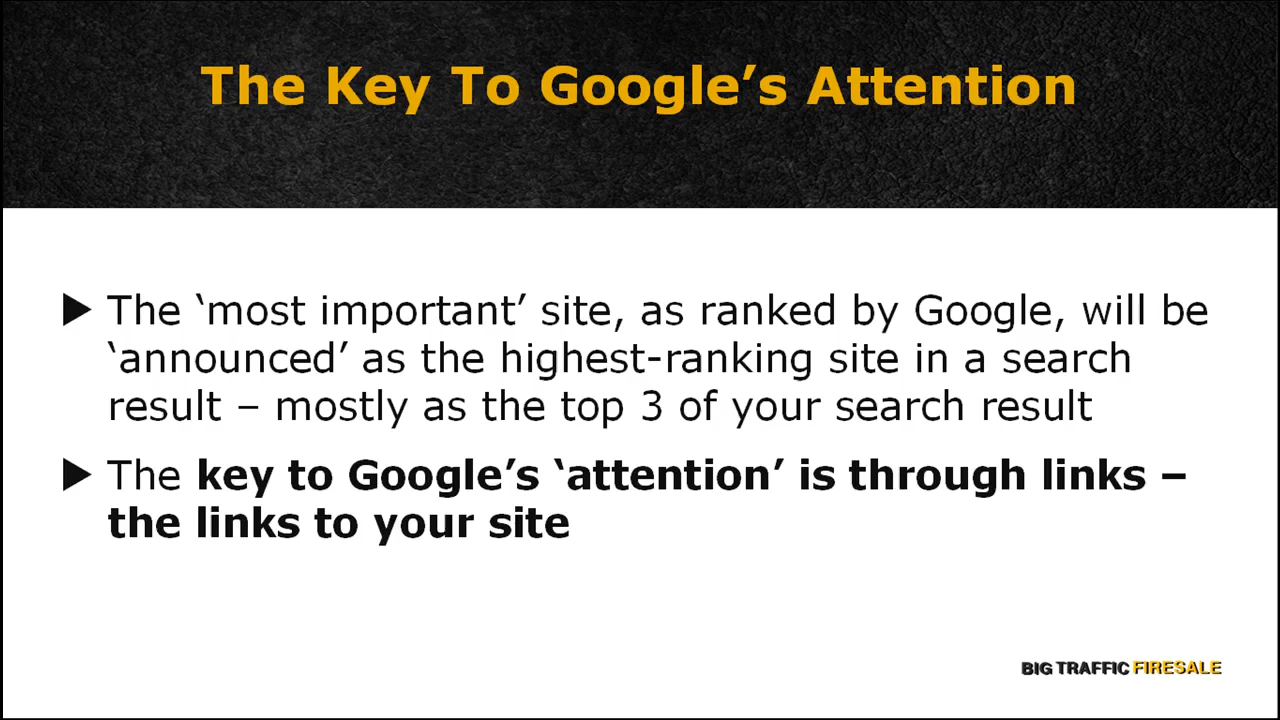 The Key To Google’s Attention
The ‘most important’ site, as ranked by Google, will be
‘announced’ as the highest-ranking site in a search
result – mostly as the top 3 of your search result
The key to Google’s ‘attention’ is through links –
the links to your site
BIG TRAFFIC FIRESALE